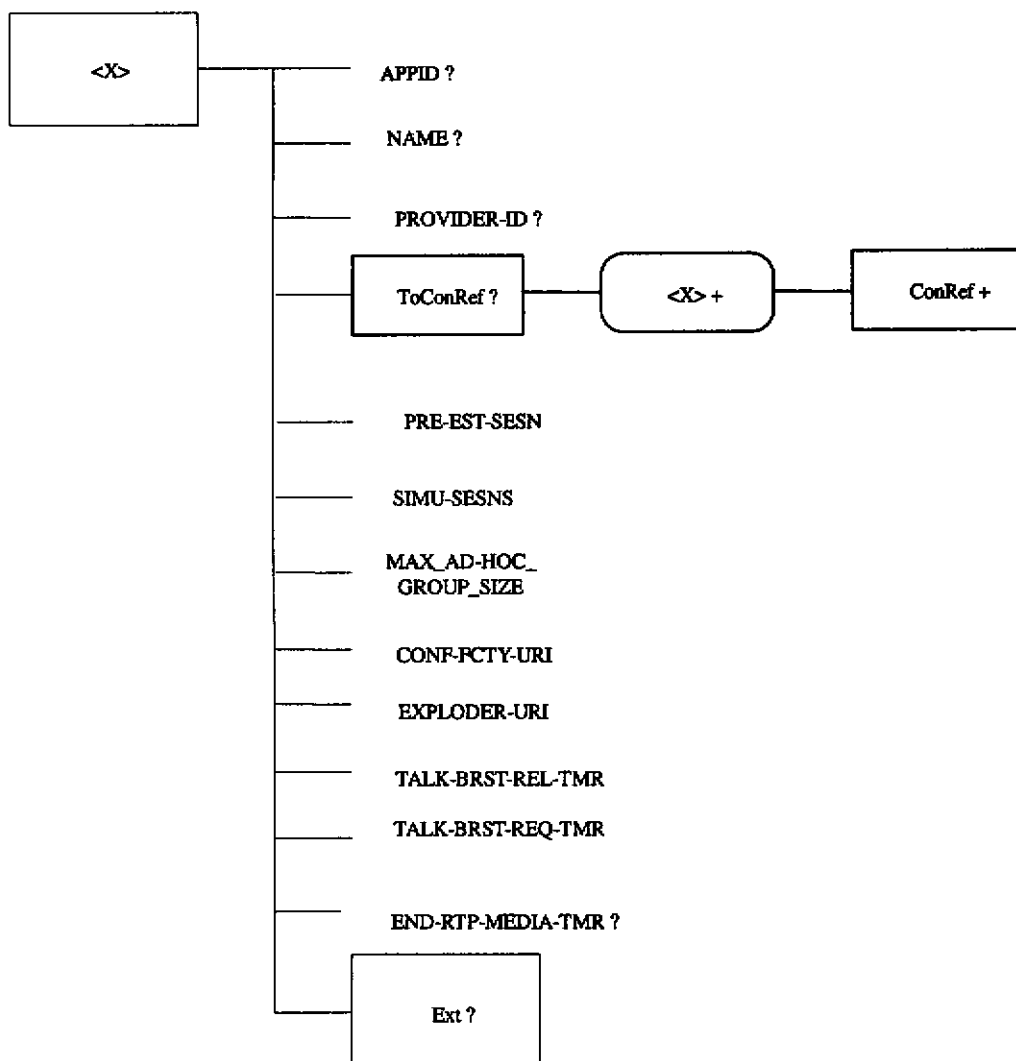 <X>
APPID ?
NAME ?
PROVIDER-ID ?
ToConRef ?
<X> +
ConRef +
PRE-EST-SESN
SIMU-SESNS
MAX_AD-HOC_
GROUP_SIZE
CONF-FCTY-URI
EXPLODER-URI
TALK-BRST-REL-TMR
TALK-BRST-REQ-TMR
END-RTP-MEDIA-TMR ?
Ext ?